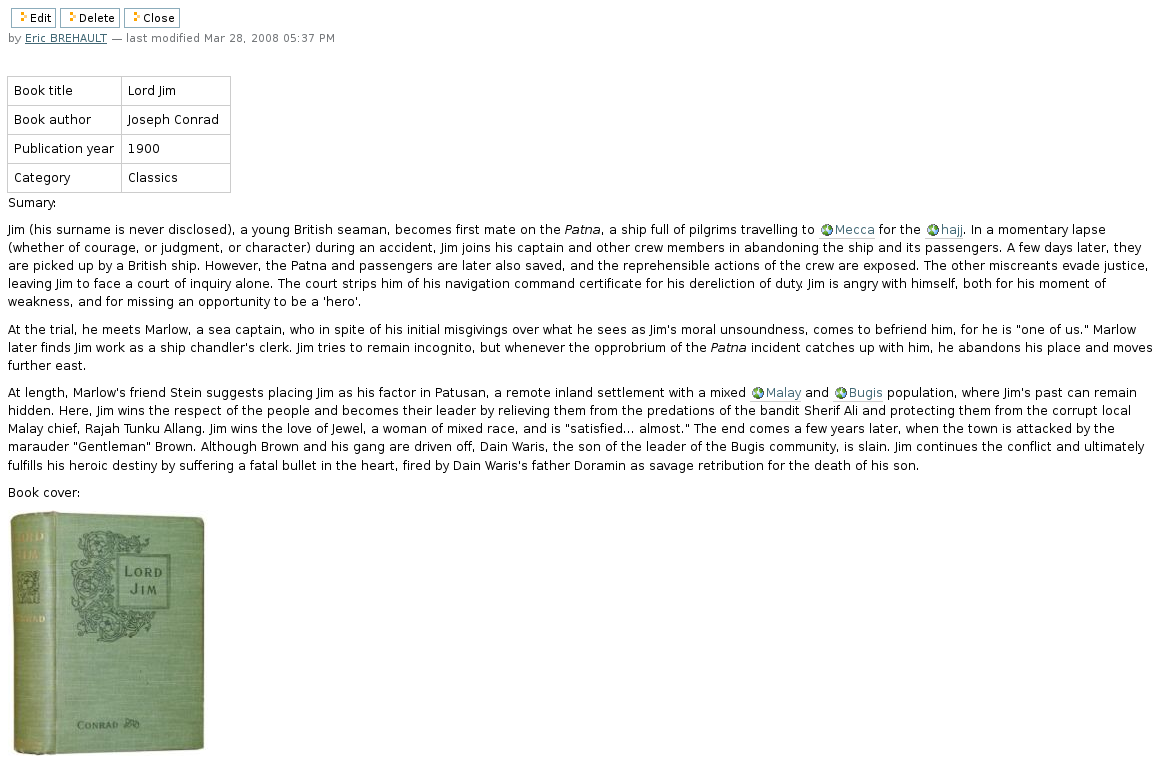 Edit Delete Close
by Eric BREHAULT — last modified Mar 28, 2008 05:37 PM
Book title Lord Jim
Book author Joseph Conrad
Publication year 1900
Category Classics
Sumary:
Jim (his surname is never disclosed), a young British seaman, becomes first mate on the Patna, a ship full of pilgrims travelling to Mecca for the hajj. In a momentary lapse
(whether of courage, or judgment, or character) during an accident, Jim joins his captain and other crew members in abandoning the ship and its passengers. A few days later, they
are picked up by a British ship. However, the Patna and passengers are later also saved, and the reprehensible actions of the crew are exposed. The other miscreants evade justice,
leaving Jim to face a court of inquiry alone. The court strips him of his navigation command certificate for his dereliction of duty. Jim is angry with himself, both for his moment of
weakness, and for missing an opportunity to be a 'hero'.
At the trial, he meets Marlow, a sea captain, who in spite of his initial misgivings over what he sees as Jim's moral unsoundness, comes to befriend him, for he is "one of us." Marlow
later finds Jim work as a ship chandler's clerk. Jim tries to remain incognito, but whenever the opprobrium of the Patna incident catches up with him, he abandons his place and moves
further east.
At length, Marlow's friend Stein suggests placing Jim as his factor in Patusan, a remote inland settlement with a mixed Malay and Bugis population, where Jim's past can remain
hidden. Here, Jim wins the respect of the people and becomes their leader by relieving them from the predations of the bandit Sherif Ali and protecting them from the corrupt local
Malay chief, Rajah Tunku Allang. Jim wins the love of Jewel, a woman of mixed race, and is "satisfied... almost." The end comes a few years later, when the town is attacked by the
marauder "Gentleman" Brown. Although Brown and his gang are driven off, Dain Waris, the son of the leader of the Bugis community, is slain. Jim continues the conflict and ultimately
fulfills his heroic destiny by suffering a fatal bullet in the heart, fired by Dain Waris's father Doramin as savage retribution for the death of his son.
Book cover:
LORD
JIM
CONRAD
LORD
JIM
CONRAD